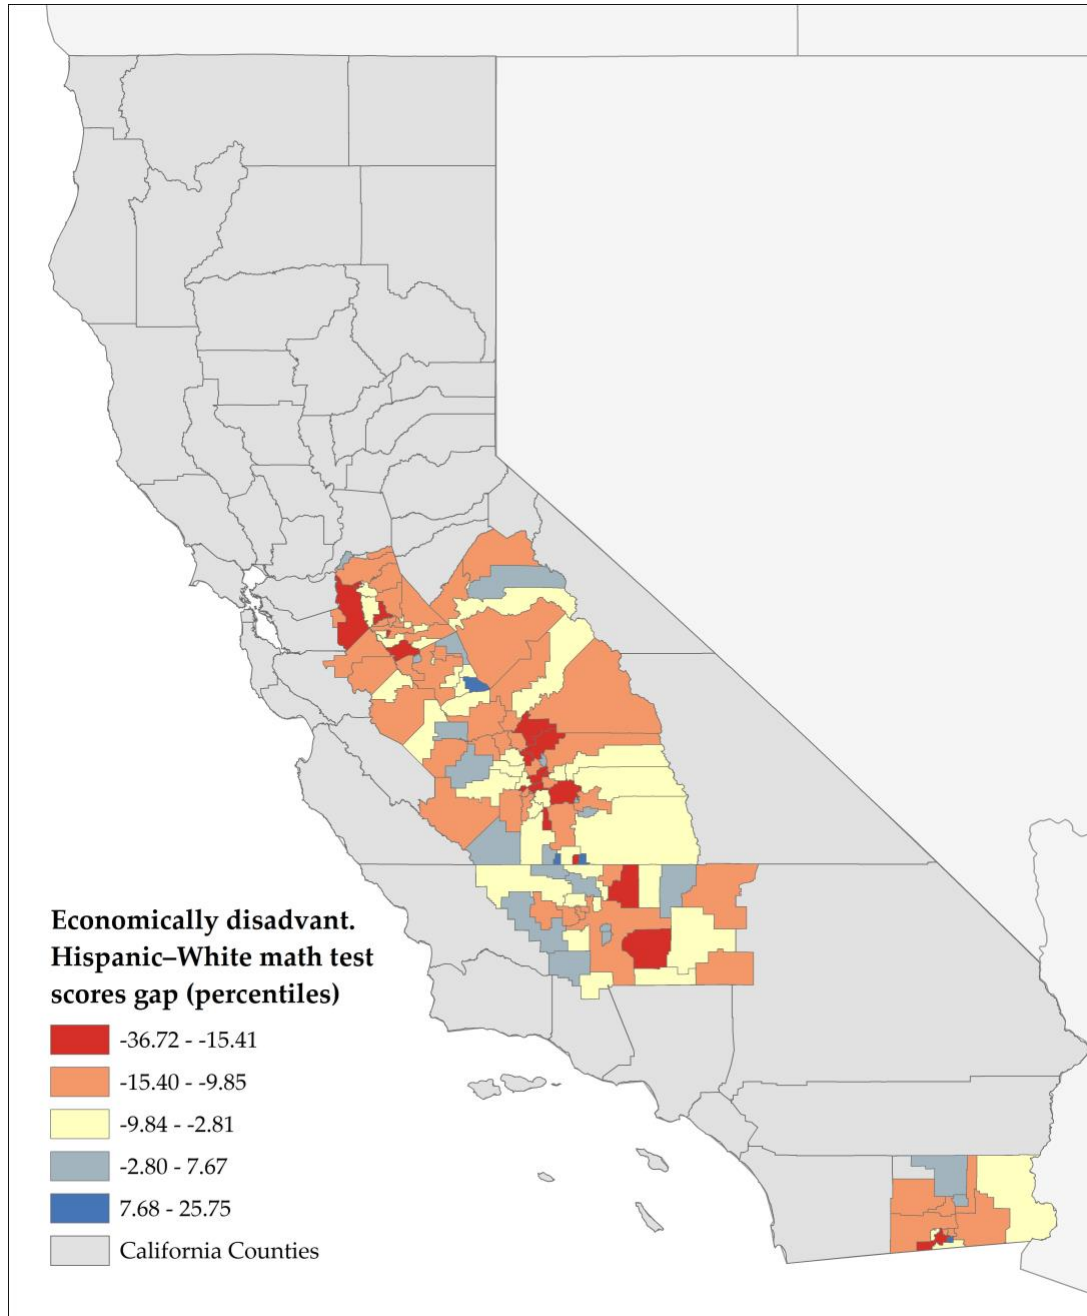 Economically disadvant.
Hispanic–White math test
scores gap (percentiles)
-36.72 - -15.41
-15.40 - -9.85
-9.84 - -2.81
-2.80 - 7.67
7.68 - 25.75
California Counties